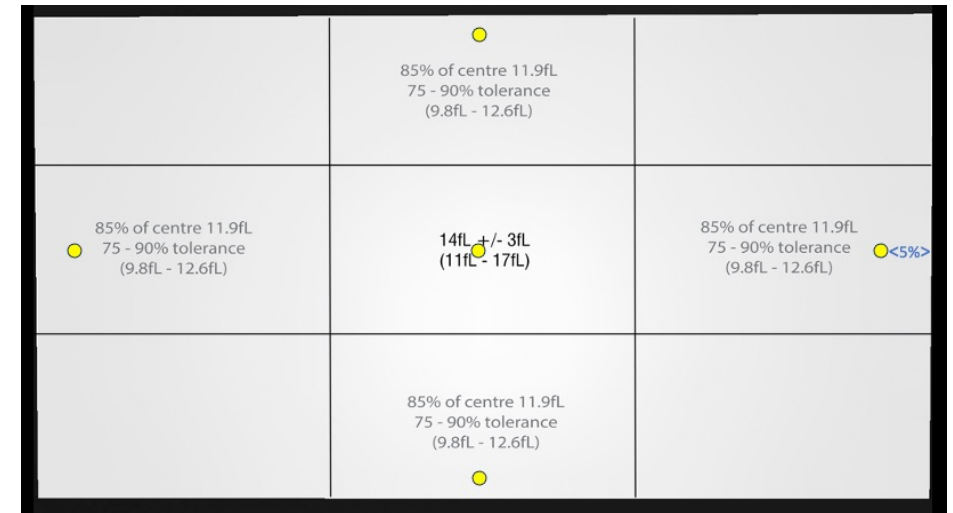 85% of centre 11.9fL
75 - 90% tolerance
(9.8fL - 12.6fL)
85% of centre 11.9fL
75 - 90% tolerance
(9.8fL - 12.6fL)
14fL +/- 3fL
(11fL - 17fL)
85% of centre 11.9fL
75 - 90% tolerance
(9.8fL - 12.6fL)
<5%>
85% of centre 11.9fL
75 - 90% tolerance
(9.8fL - 12.6fL)